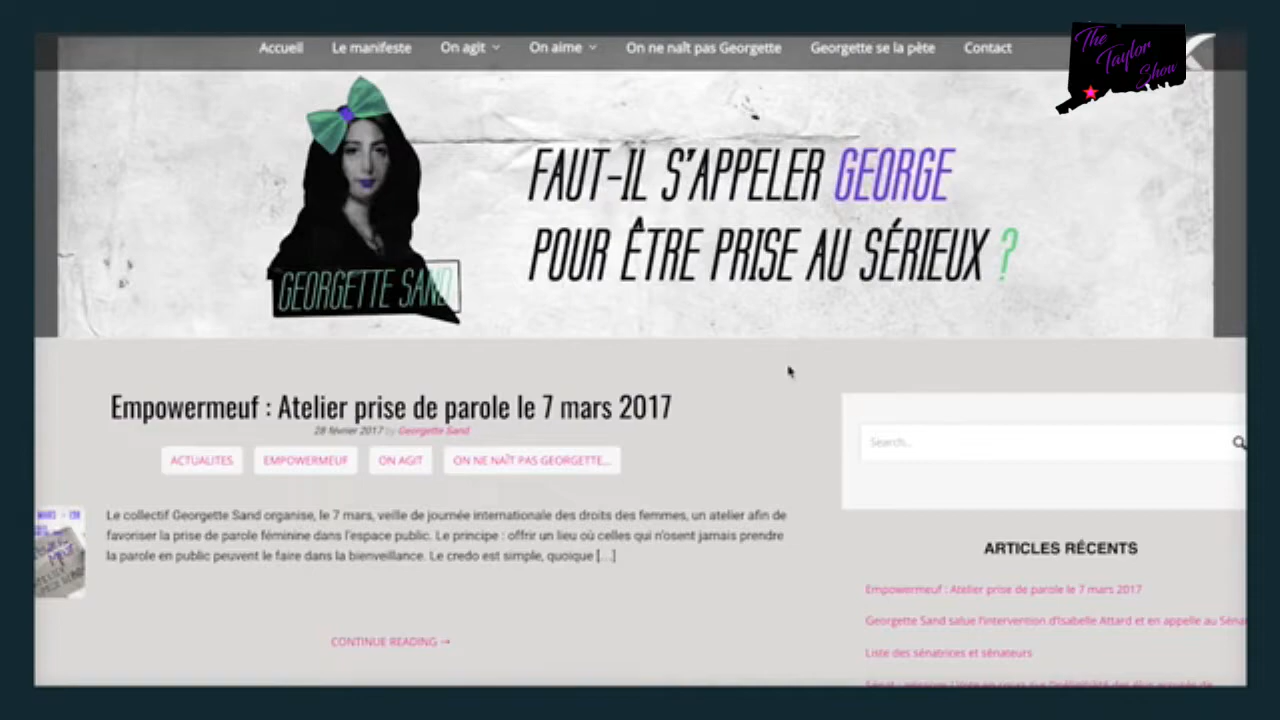 Accueil Le manifeste On agit On aime On ne naît pas Georgette Georgette se la pète Contact
The
Taylor
Show
FAUT-IL S'APPELER GEORGE
POUR ÊTRE PRISE AU SÉRIEUX ?
GEORGETTE SAND
Empowermeuf : Atelier prise de parole le 7 mars 2017
28 février 2017 by Georgette Sand
ACTUALITES EMPOWERMEUF ON AGIT ON NE NAÎT PAS GEORGETTE...
Le collectif Georgette Sand organise, le 7 mars, veille de journée internationale des droits des femmes, un atelier afin de
favoriser la prise de parole féminine dans l'espace public. Le principe : offrir un lieu où celles qui n'osent jamais prendre
la parole en public peuvent le faire dans la bienveillance. Le credo est simple, quoique […]
CONTINUE READING →
Search...
ARTICLES RÉCENTS
Empowermeuf : Atelier prise de parole le 7 mars 2017
Georgette Sand salue l'intervention d'Isabelle Attard et en appelle au Séna
Liste des sénatrices et sénateurs